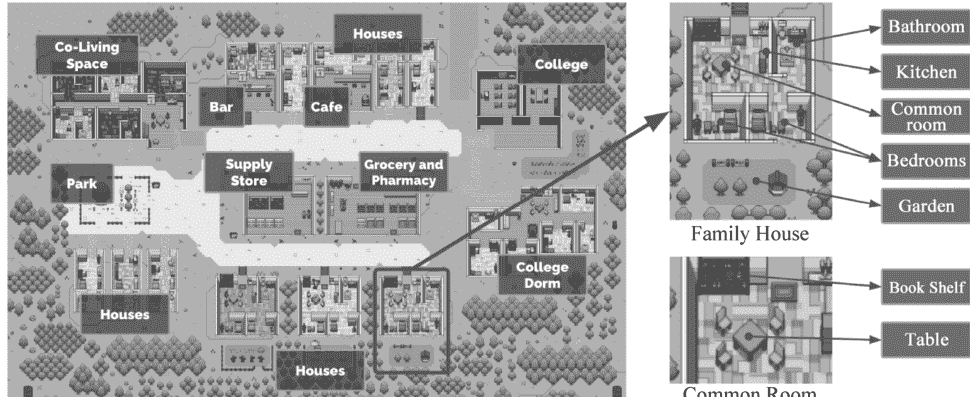 Co-Living
Space
Houses
College
Bar
Cafe
Park
Supply
Store
Grocery and
Pharmacy
College
Dorm
Houses
Houses
Bathroom
Kitchen
Common
room
Bedrooms
Garden
Family House
Book Shelf
Table
Common Room